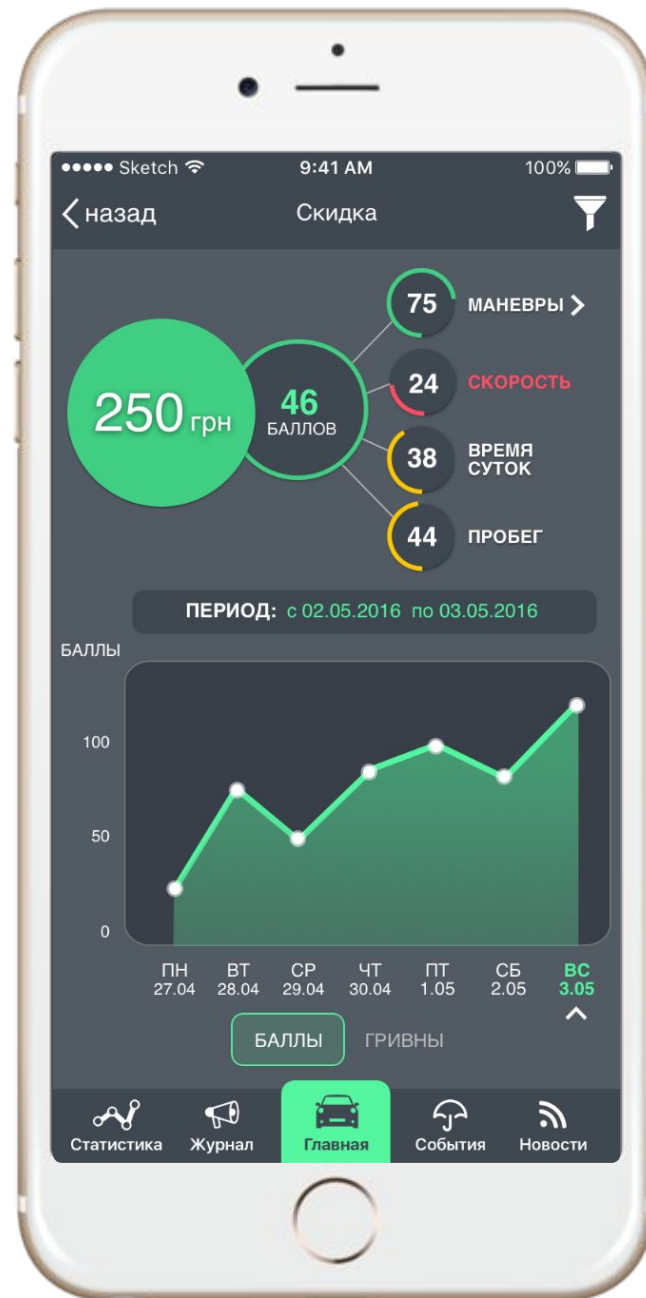 Sketch 9:41 AM 100%
назад Скидка
75 МАНЕВРЫ
250 грн
46
БАЛЛОВ
24 СКОРОСТЬ
38 ВРЕМЯ
СУТОК
44 ПРОБЕГ
ПЕРИОД: с 02.05.2016 по 03.05.2016
БАЛЛЫ
100
50
0
ПН ВТ СР ЧТ ПТ СБ ВС
27.04 28.04 29.04 30.04 1.05 2.05 3.05
БАЛЛЫ ГРИВНЫ
Статистика Журнал Главная События Новости